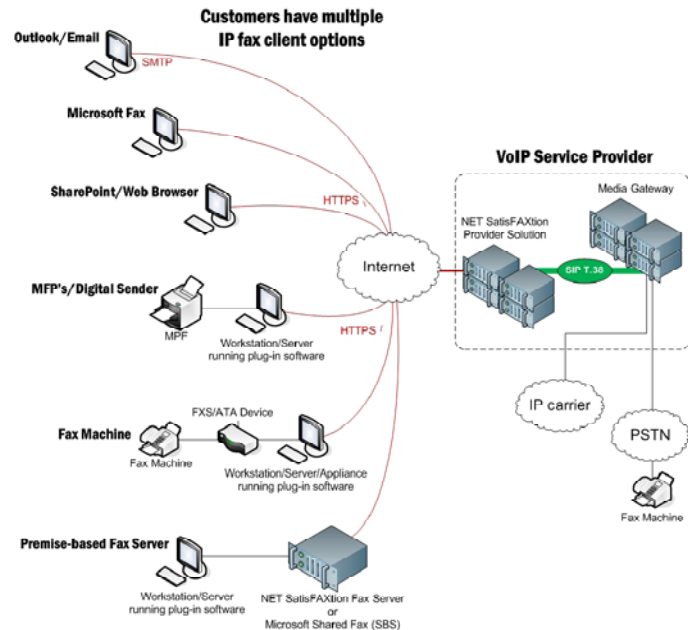 Customers have multiple
IP fax client options
Outlook/Email
SMTP
Microsoft Fax
SharePoint/Web Browser
HTTPS
MFP's/Digital Sender
MPF
Workstation/Server
running plug-in software
HTTPS
Fax Machine
FXS/ATA Device
Fax Machine
Workstation/Server/Appliance
running plug-in software
Premise-based Fax Server
Workstation/Server
running plug-in software
NET SatisFAXtion Fax Server
or
Microsoft Shared Fax (SBS)
Internet
VoIP Service Provider
Media Gateway
NET SatisFAXtion
Provider Solution
SIP T.38
IP carrier
PSTN
Fax Machine